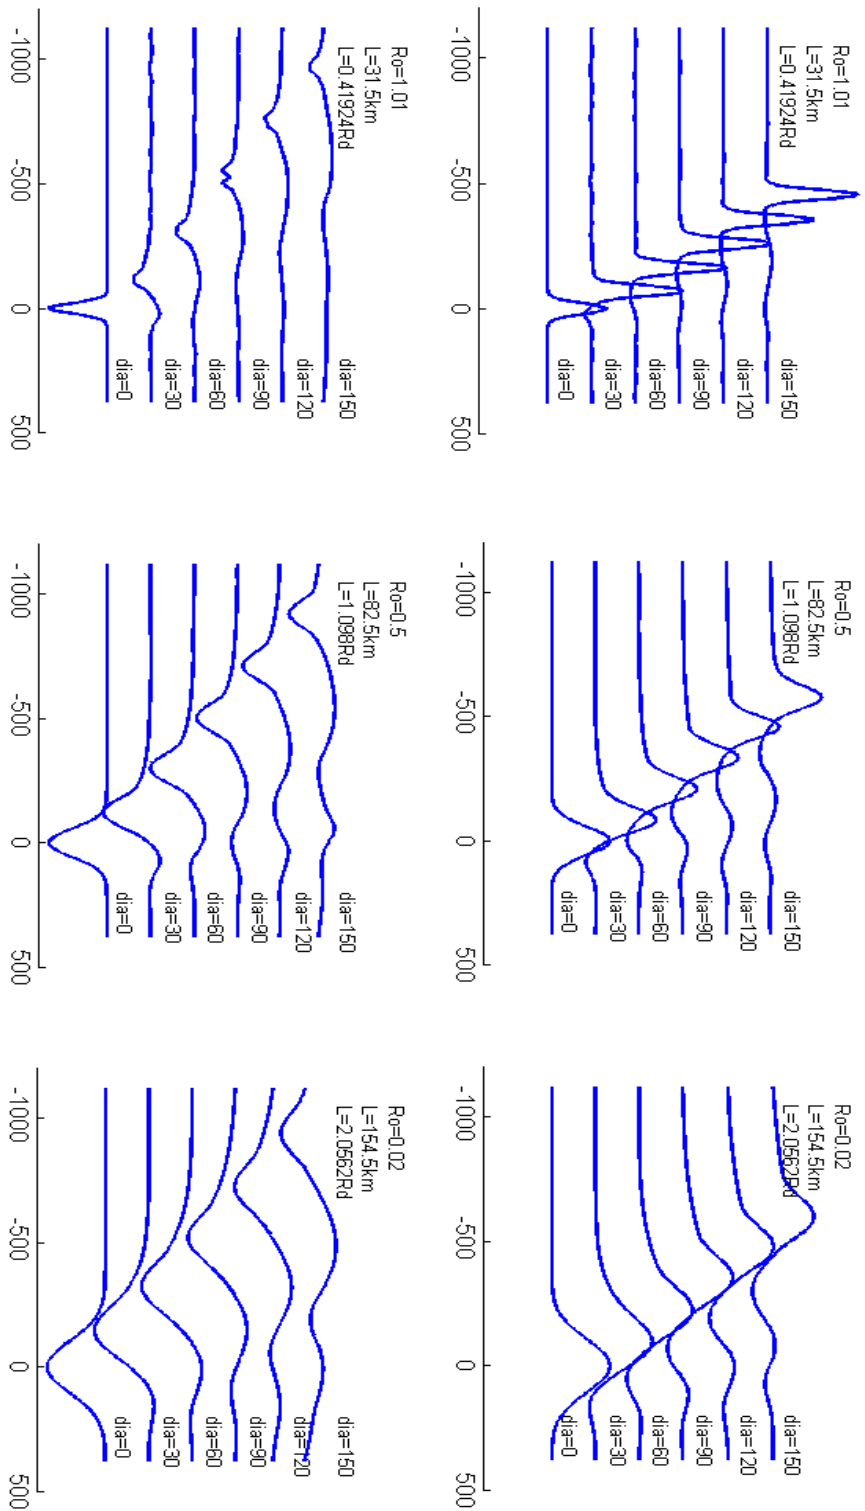 Ro=1.01
L=31.5km
L=0.41924Rd
dia=150
dia=120
dia=90
dia=60
dia=30
dia=0
-1000 -500 0 500
Ro=0.5
L=82.5km
L=1.098Rd
dia=150
dia=120
dia=90
dia=60
dia=30
dia=0
-1000 -500 0 500
Ro=0.02
L=154.5km
L=2.0562Rd
dia=150
dia=120
dia=90
dia=60
dia=30
dia=0
-1000 -500 0 500
Ro=1.01
L=31.5km
L=0.41924Rd
dia=150
dia=120
dia=90
dia=60
dia=30
dia=0
-1000 -500 0 500
Ro=0.5
L=82.5km
L=1.098Rd
dia=150
dia=120
dia=90
dia=60
dia=30
dia=0
-1000 -500 0 500
Ro=0.02
L=154.5km
L=2.0562Rd
dia=150
dia=120
dia=90
dia=60
dia=30
dia=0
-1000 -500 0 500